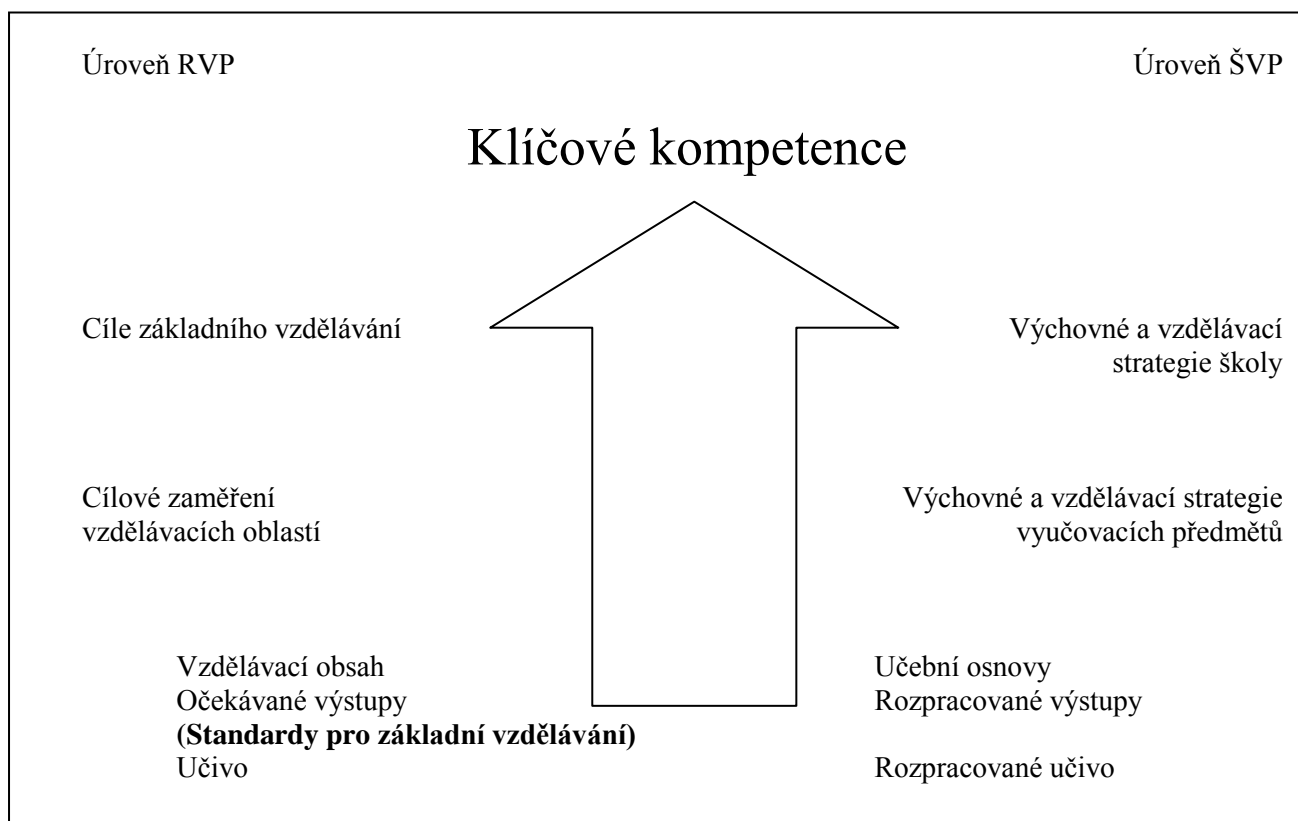 Úroveň RVP
Úroveň ŠVP
Klíčové kompetence
Cíle základního vzdělávání
Výchovné a vzdělávací
strategie školy
Cílové zaměření
vzdělávacích oblastí
Výchovné a vzdělávací strategie
vyučovacích předmětů
Vzdělávací obsah
Očekávané výstupy
(Standardy pro základní vzdělávání)
Učivo
Učební osnovy
Rozpracované výstupy
Rozpracované učivo